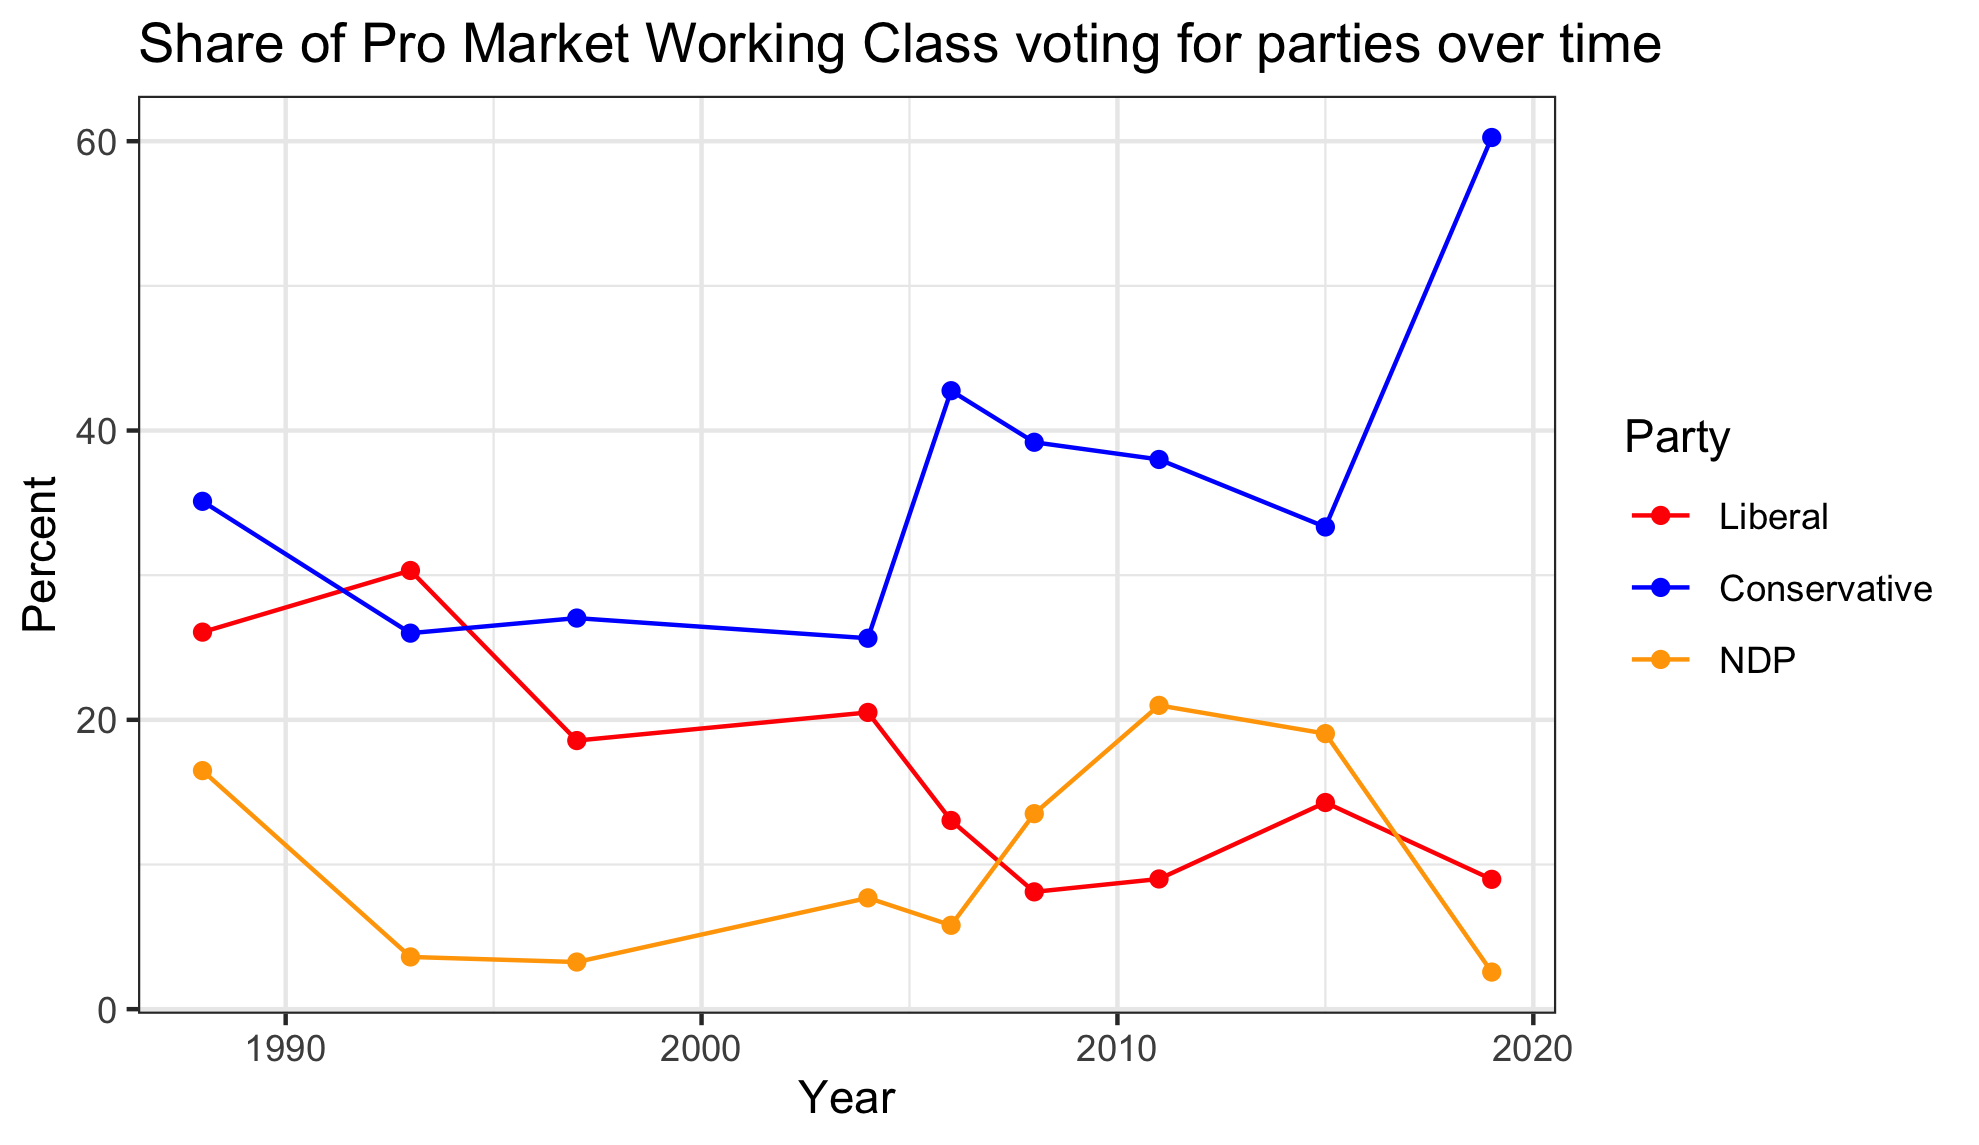 Share of Pro Market Working Class voting for parties over time
60
40
20
0
Percent
1990
2000
2010
2020
Year
Party
Liberal
Conservative
NDP